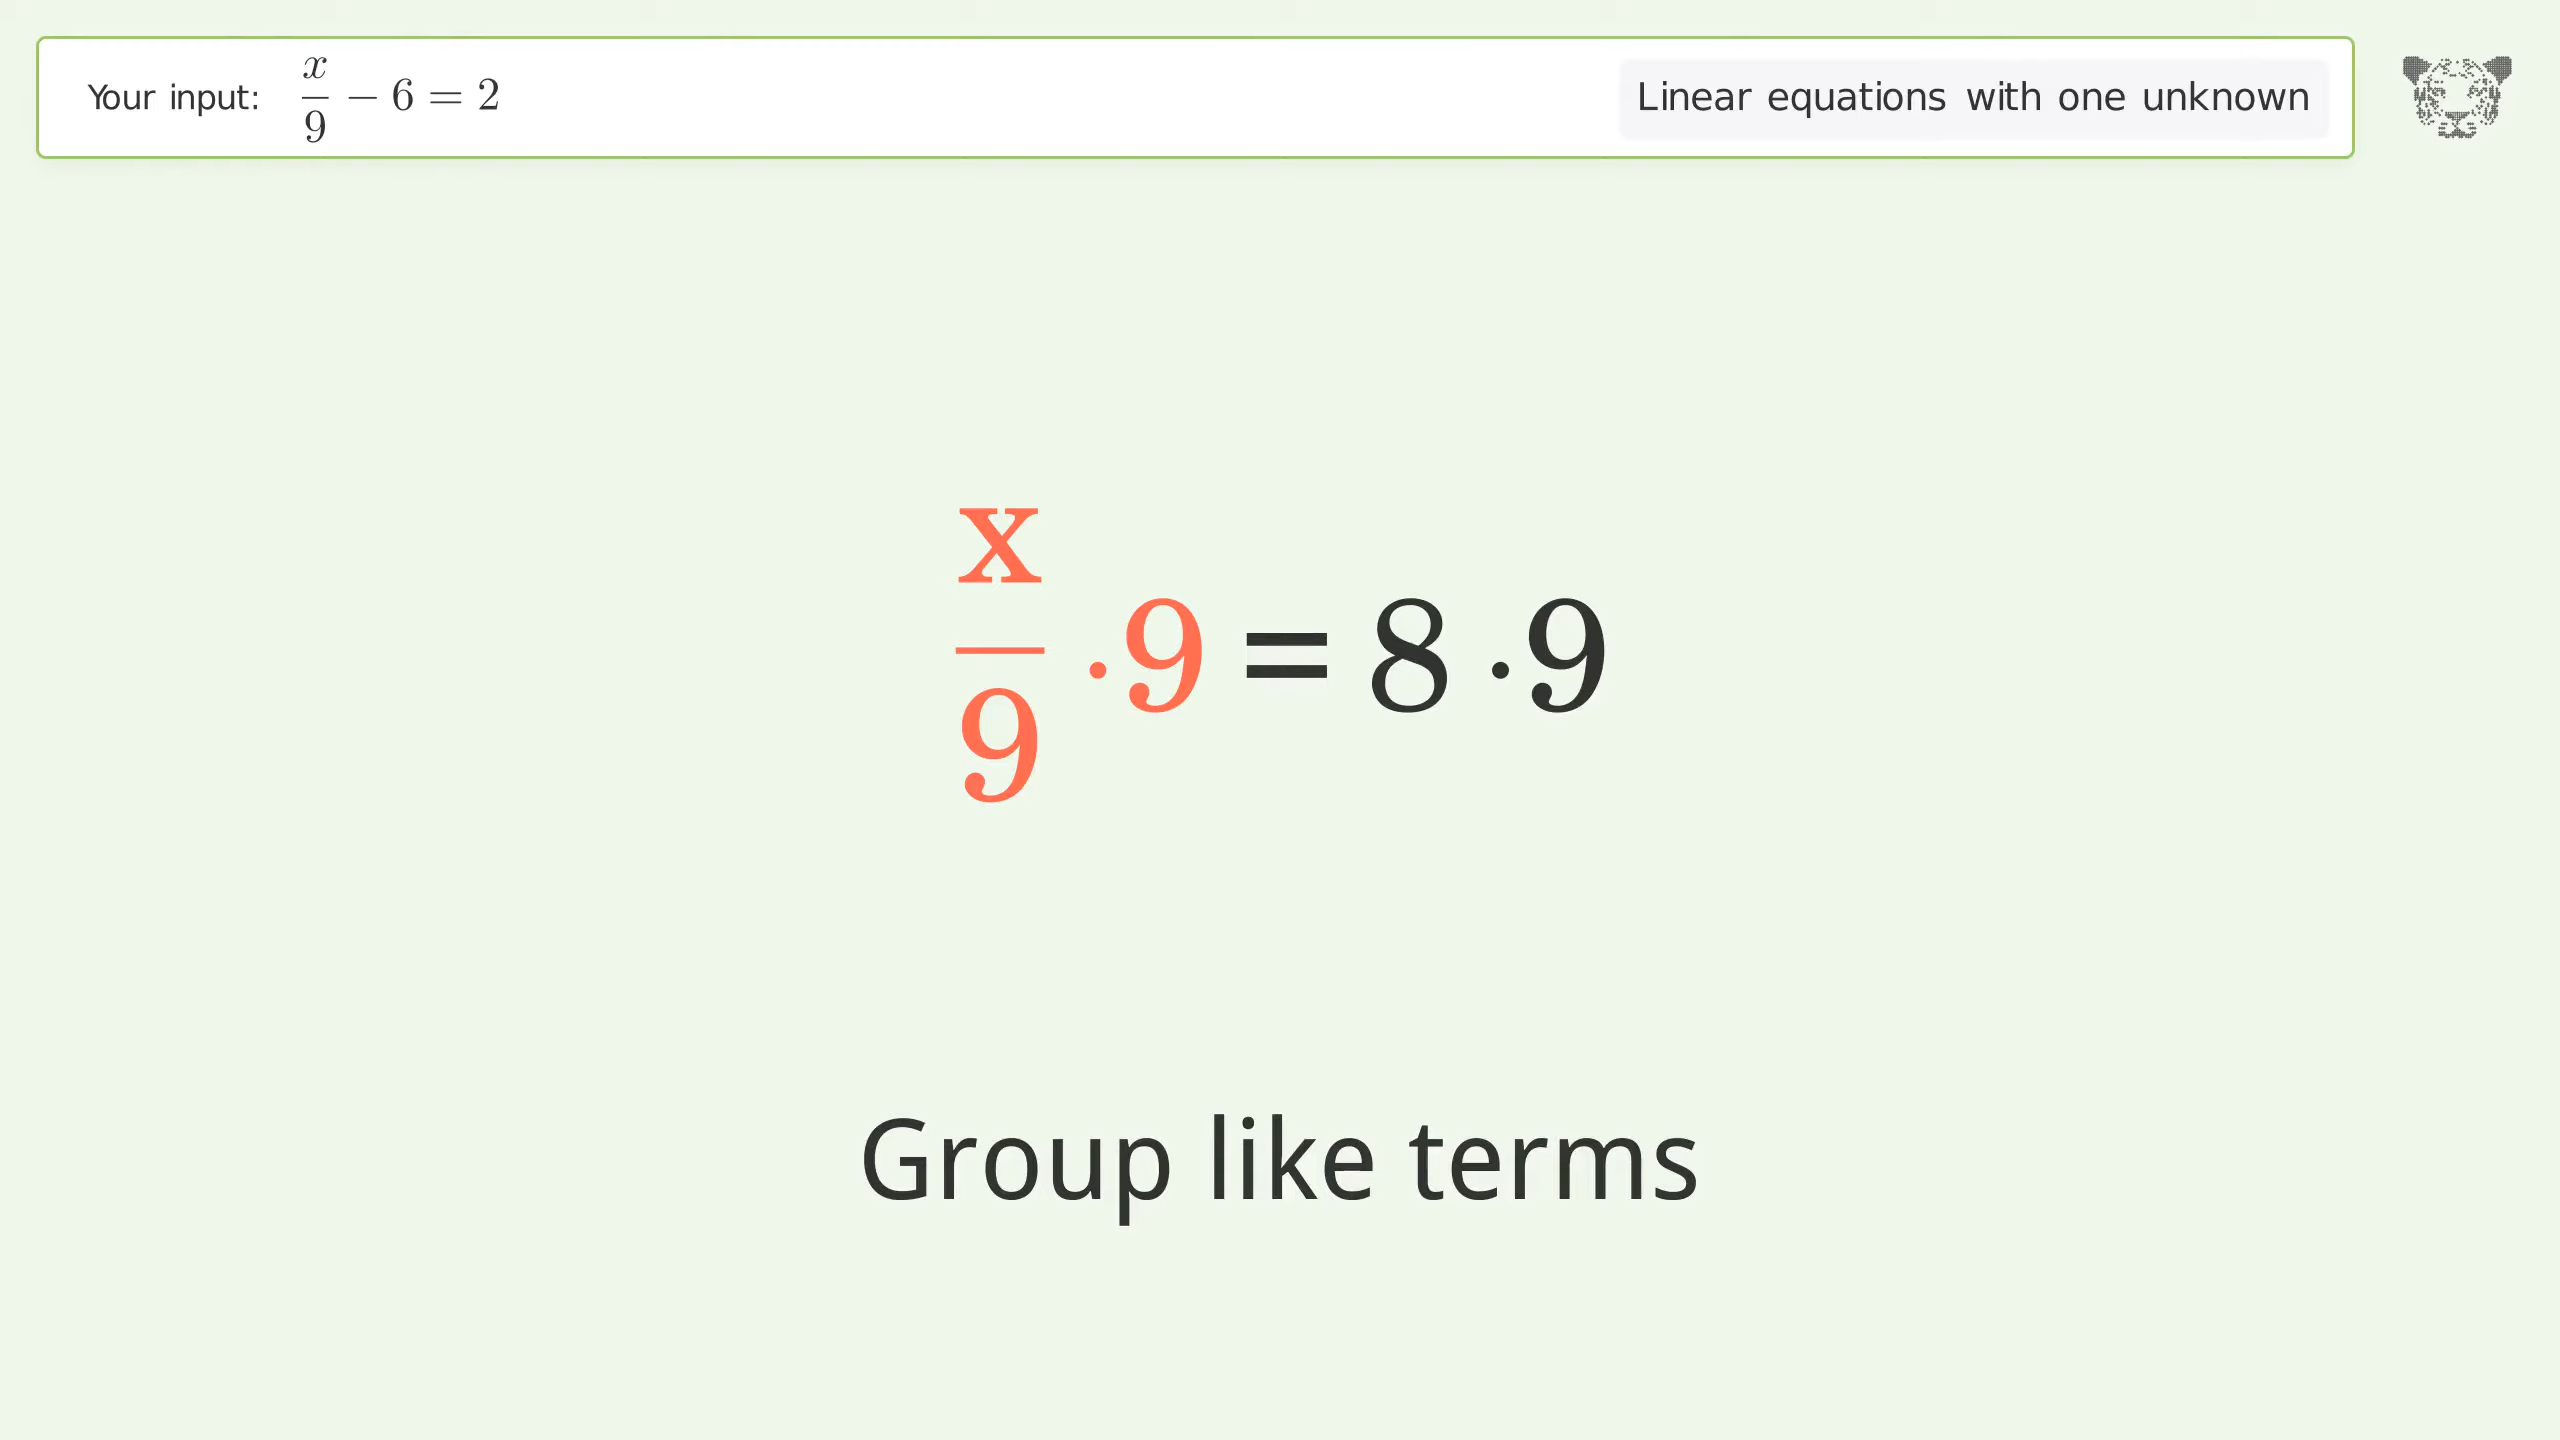 Your input: x/9 − 6 = 2
Linear equations with one unknown
x/9 ·9 = 8 ·9
Group like terms